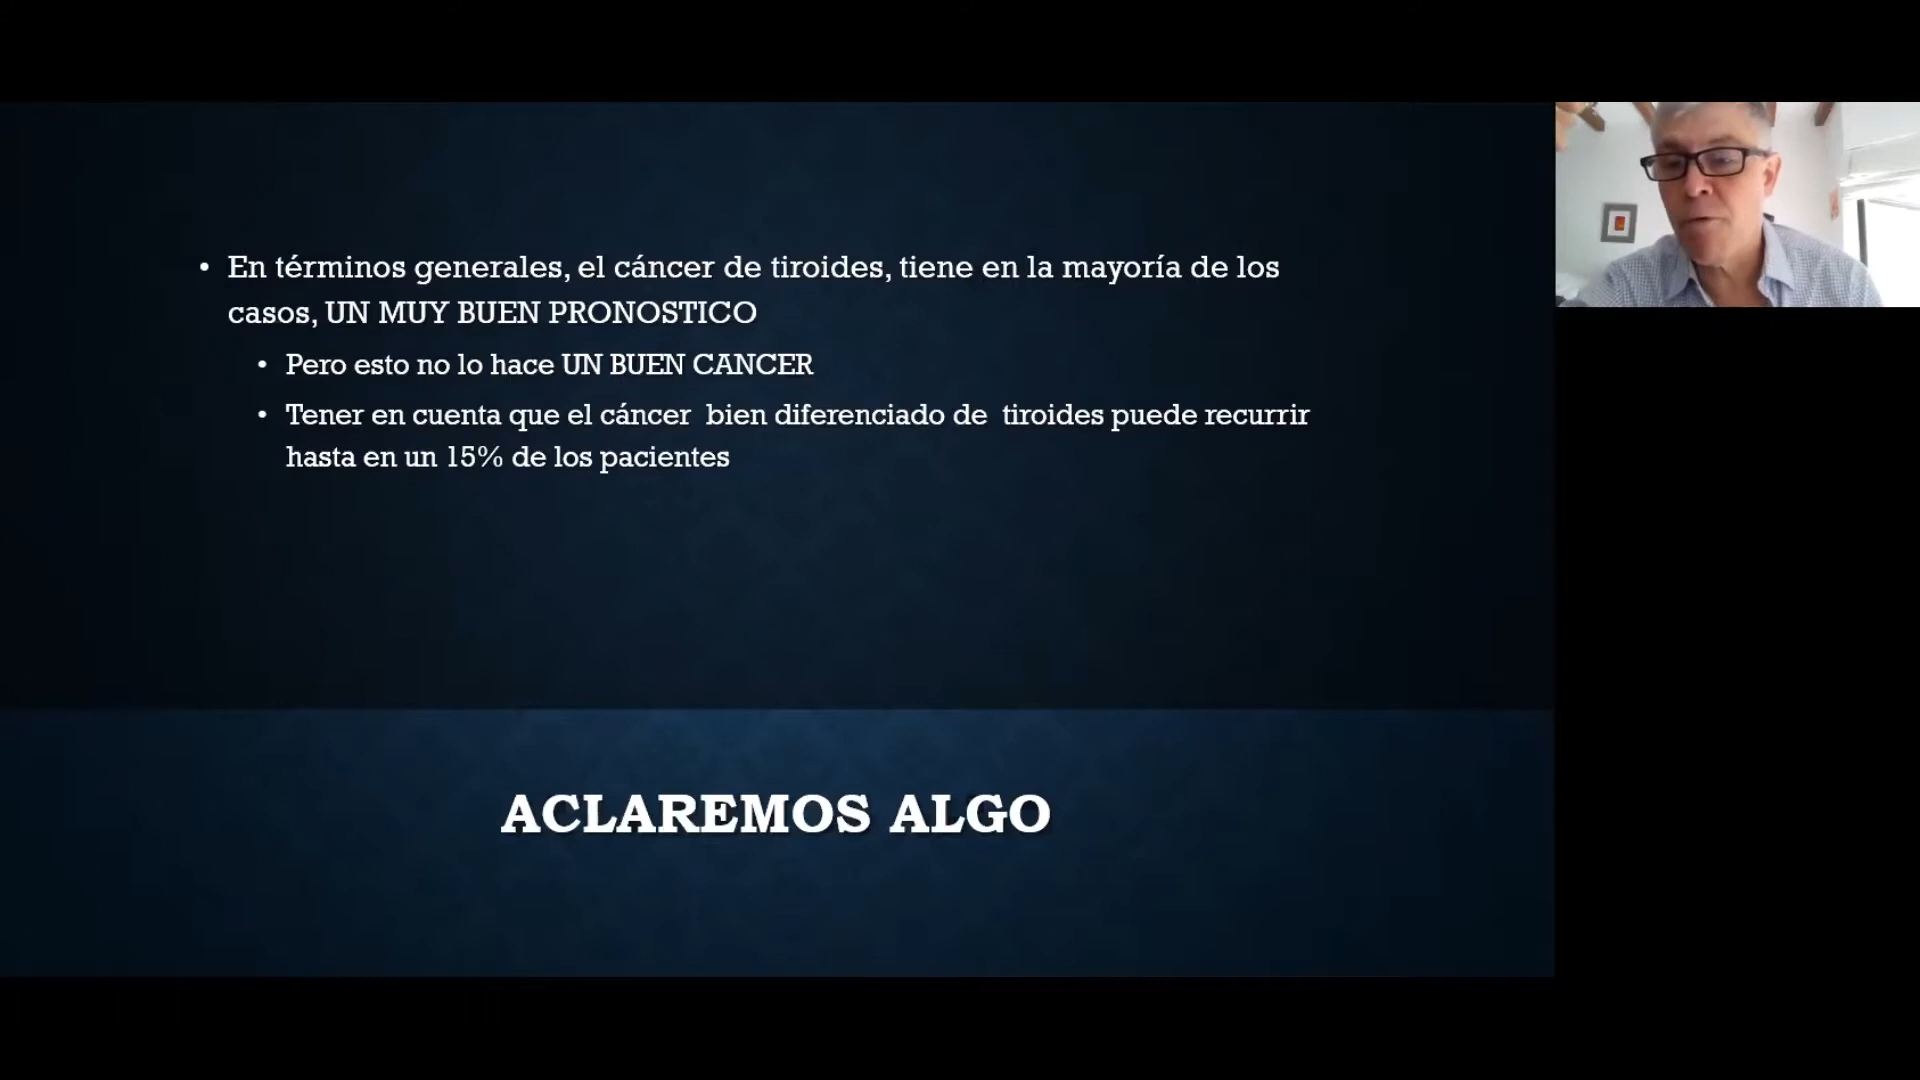 • En términos generales, el cáncer de tiroides, tiene en la mayoría de los
casos, UN MUY BUEN PRONOSTICO
• Pero esto no lo hace UN BUEN CANCER
• Tener en cuenta que el cáncer  bien diferenciado de  tiroides puede recurrir
hasta en un 15% de los pacientes
ACLAREMOS ALGO